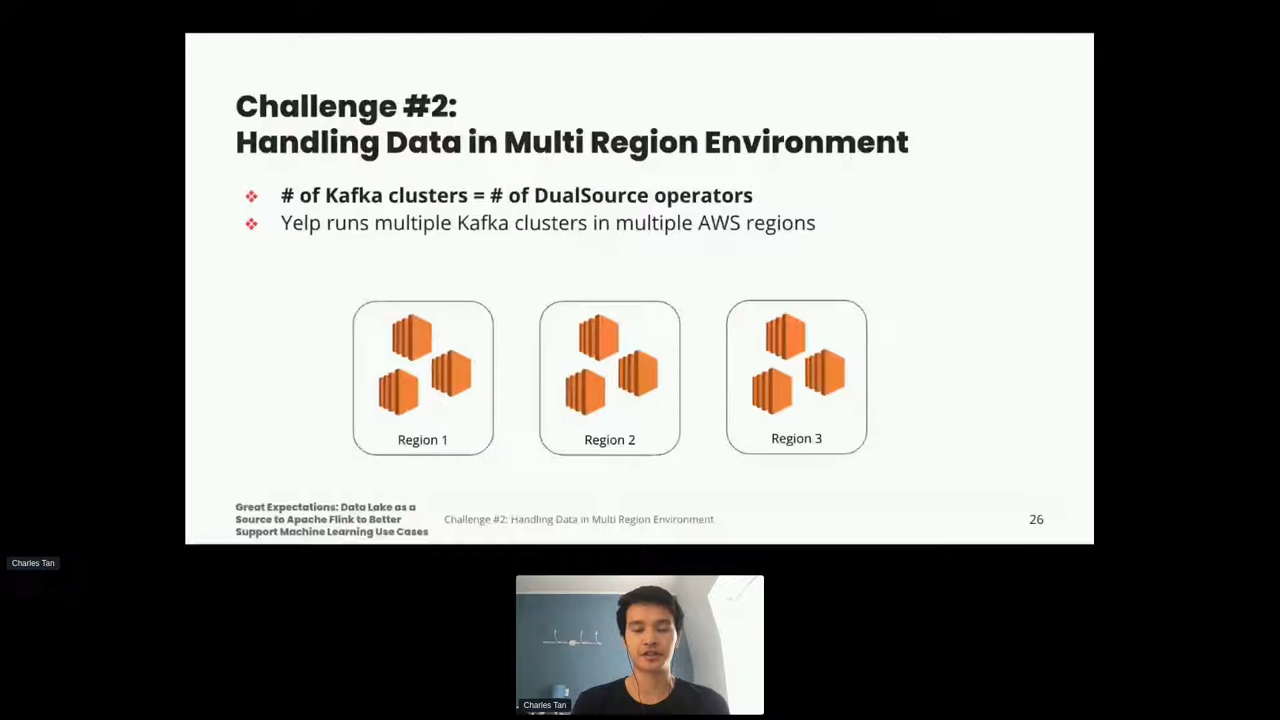 Challenge #2:
Handling Data in Multi Region Environment
# of Kafka clusters = # of DualSource operators
Yelp runs multiple Kafka clusters in multiple AWS regions
Region 1
Region 2
Region 3
Great Expectations: Data Lake as a
Source to Apache Flink to Better
Support Machine Learning Use Cases
Challenge #2: Handling Data in Multi Region Environment
26
Charles Tan
Charles Tan